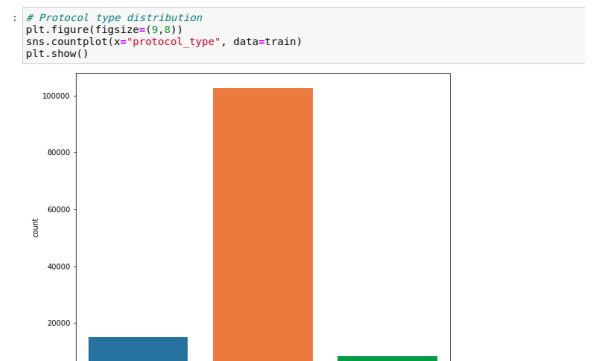 : # Protocol type distribution
plt.figure(figsize=(9,8))
sns.countplot(x="protocol_type", data=train)
plt.show()
100000
80000
60000
count
40000
20000